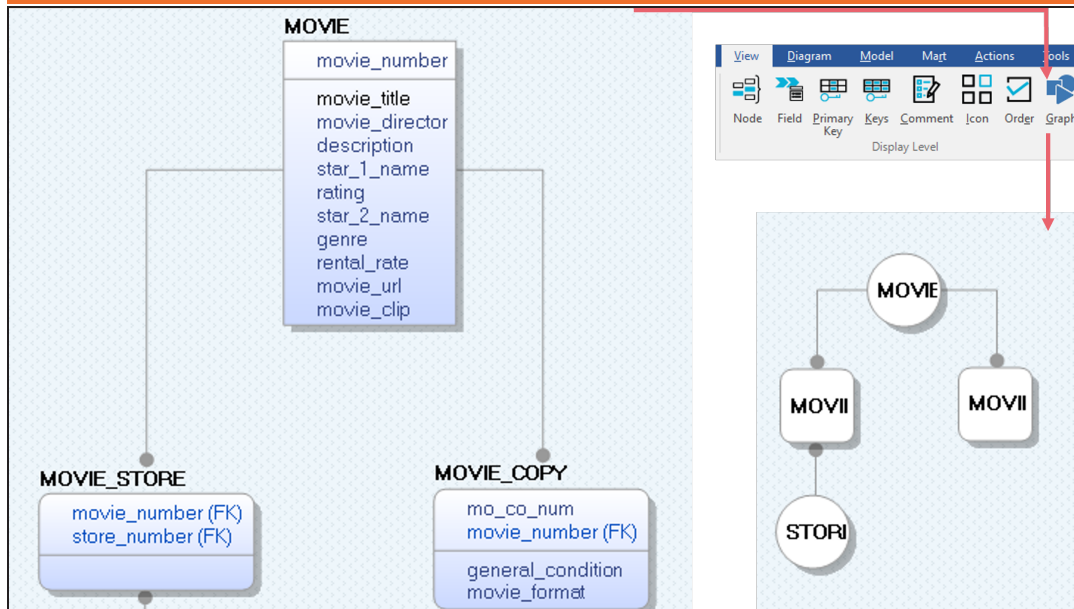 MOVIE
movie_number
movie_title
movie_director
description
star_1_name
rating
star_2_name
genre
rental_rate
movie_url
movie_clip
MOVIE_STORE
movie_number (FK)
store_number (FK)
MOVIE_COPY
mo_co_num
movie_number (FK)
general_condition
movie_format
View Diagram Model Mart Actions Tools
Node Field Primary Key Keys Comment Icon Order Graph
Display Level
MOVIE
MOVII
MOVII
STORI